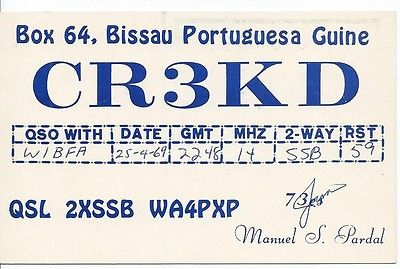 Box 64, Bissau Portuguesa Guine
CR3KD
QSO WITH DATE GMT MHZ 2-WAY RST
W1BFA 25-4-69 2248 14 SSB 59
QSL 2XSSB WA4PXP
73
Manuel S. Pardal